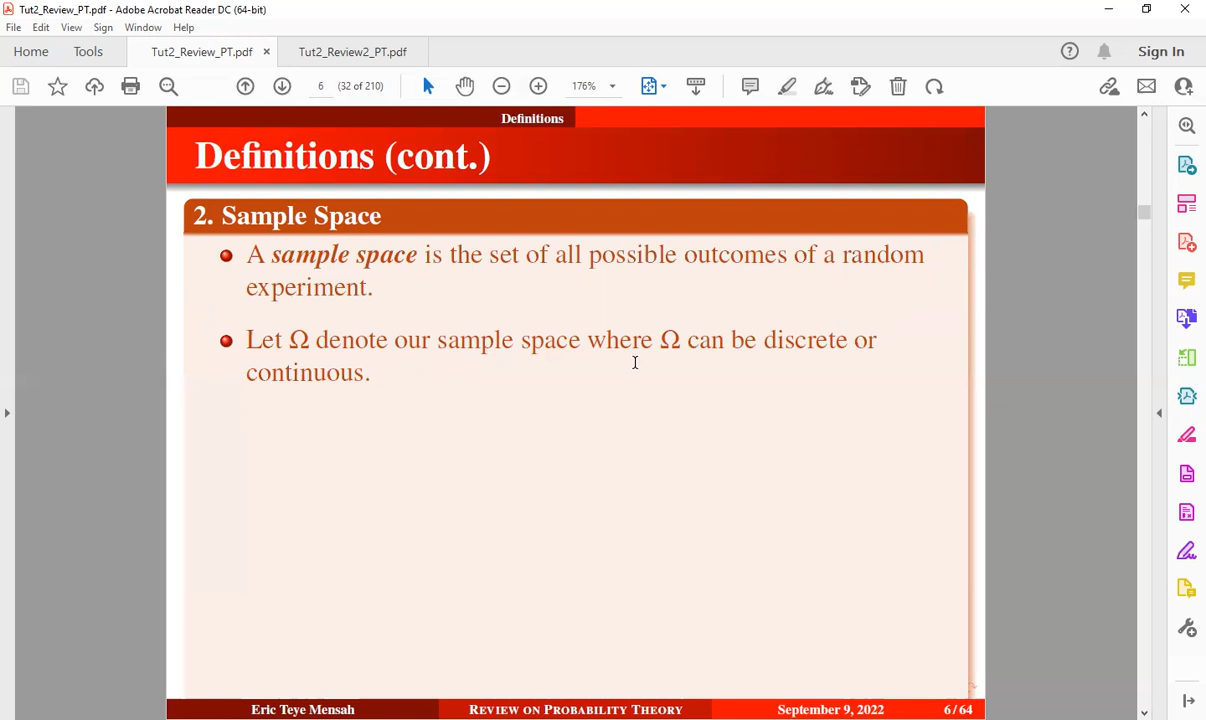 Tut2_Review_PT.pdf - Adobe Acrobat Reader DC (64-bit)
File Edit View Sign Window Help
Home Tools Tut2_Review_PT.pdf × Tut2_Review2_PT.pdf Sign In
6 (32 of 210) 176%
Definitions
Definitions (cont.)
2. Sample Space
A sample space is the set of all possible outcomes of a random
experiment.
Let Ω denote our sample space where Ω can be discrete or
continuous.
Eric Teye Mensah REVIEW ON PROBABILITY THEORY September 9, 2022 6 / 64